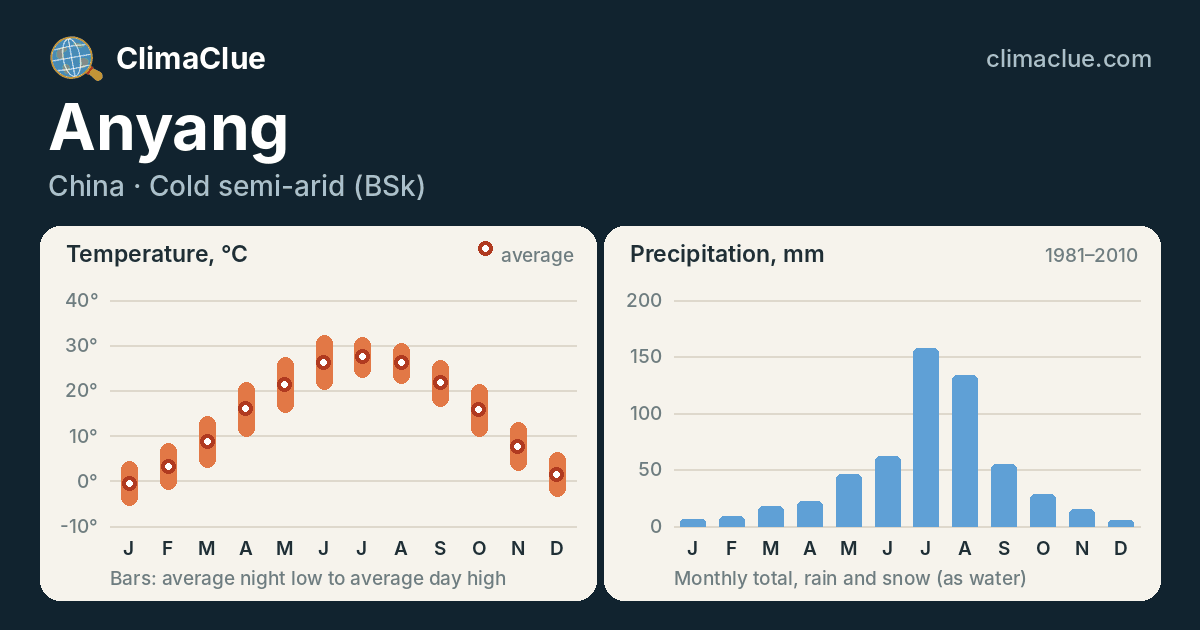 ClimaClue
climaclue.com
Anyang
China · Cold semi-arid (BSk)
Temperature, °C
average
40°
30°
20°
10°
0°
-10°
J F M A M J J A S O N D
Bars: average night low to average day high
Precipitation, mm
1981–2010
200
150
100
50
0
J F M A M J J A S O N D
Monthly total, rain and snow (as water)